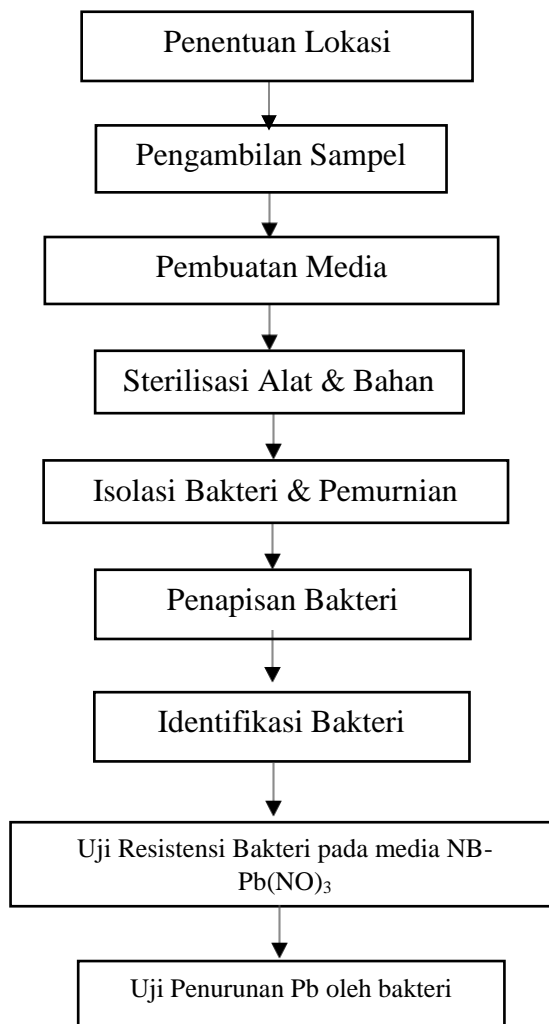 Penentuan Lokasi
Pengambilan Sampel
Pembuatan Media
Sterilisasi Alat & Bahan
Isolasi Bakteri & Pemurnian
Penapisan Bakteri
Identifikasi Bakteri
Uji Resistensi Bakteri pada media NB-
Pb(NO)₃
Uji Penurunan Pb oleh bakteri